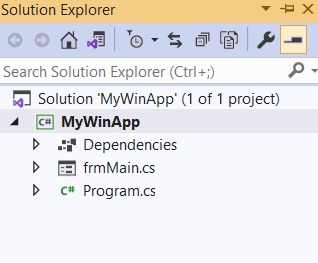 Solution Explorer
Search Solution Explorer (Ctrl+;)
Solution 'MyWinApp' (1 of 1 project)
C# MyWinApp
Dependencies
frmMain.cs
C# Program.cs